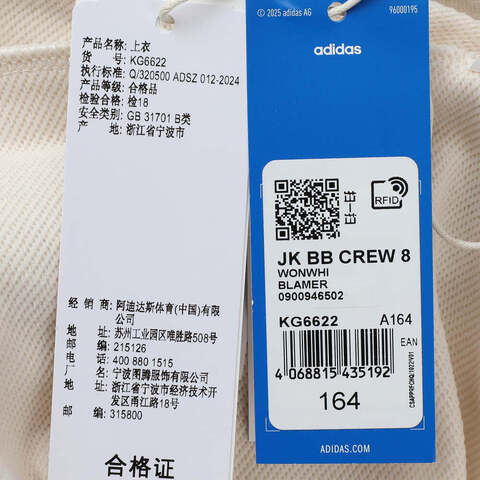 产品名称: 上衣
货 号: KG6622
执行标准: Q/320500 ADSZ 012-2024
产品等级: 合格品
检验合格: 检18
安全类别: GB 31701 B类
产 地: 浙江省宁波市
经 销 商: 阿迪达斯体育(中国)有限
公司
地 址: 苏州工业园区唯胜路508号
邮 编: 215126
电 话: 400 880 1515
厂 名: 宁波图腾服饰有限公司
地 址: 浙江省宁波市经济技术开
发区甬江路18号
邮 编: 315800
合格证
© 2025 adidas AG
96000195
adidas
RFID
JK BB CREW 8
WONWHI
BLAMER
0900946502
KG6622 A164
EAN
4 068815 435192
164
ADIDAS.COM